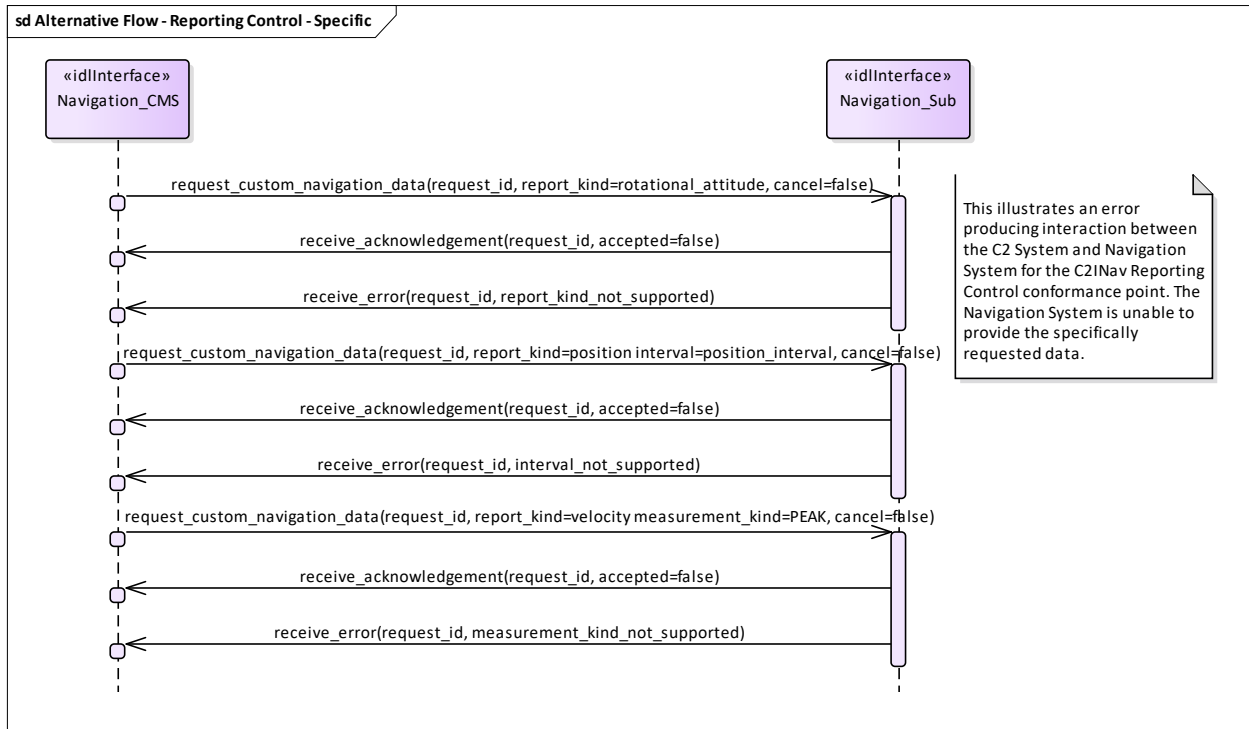 sd Alternative Flow - Reporting Control - Specific
«idlInterface»
Navigation_CMS
«idlInterface»
Navigation_Sub
request_custom_navigation_data(request_id, report_kind=rotational_attitude, cancel=false)
receive_acknowledgement(request_id, accepted=false)
receive_error(request_id, report_kind_not_supported)
request_custom_navigation_data(request_id, report_kind=position interval=position_interval, cancel=false)
receive_acknowledgement(request_id, accepted=false)
receive_error(request_id, interval_not_supported)
request_custom_navigation_data(request_id, report_kind=velocity measurement_kind=PEAK, cancel=false)
receive_acknowledgement(request_id, accepted=false)
receive_error(request_id, measurement_kind_not_supported)
This illustrates an error
producing interaction between
the C2 System and Navigation
System for the C2INav Reporting
Control conformance point. The
Navigation System is unable to
provide the specifically
requested data.